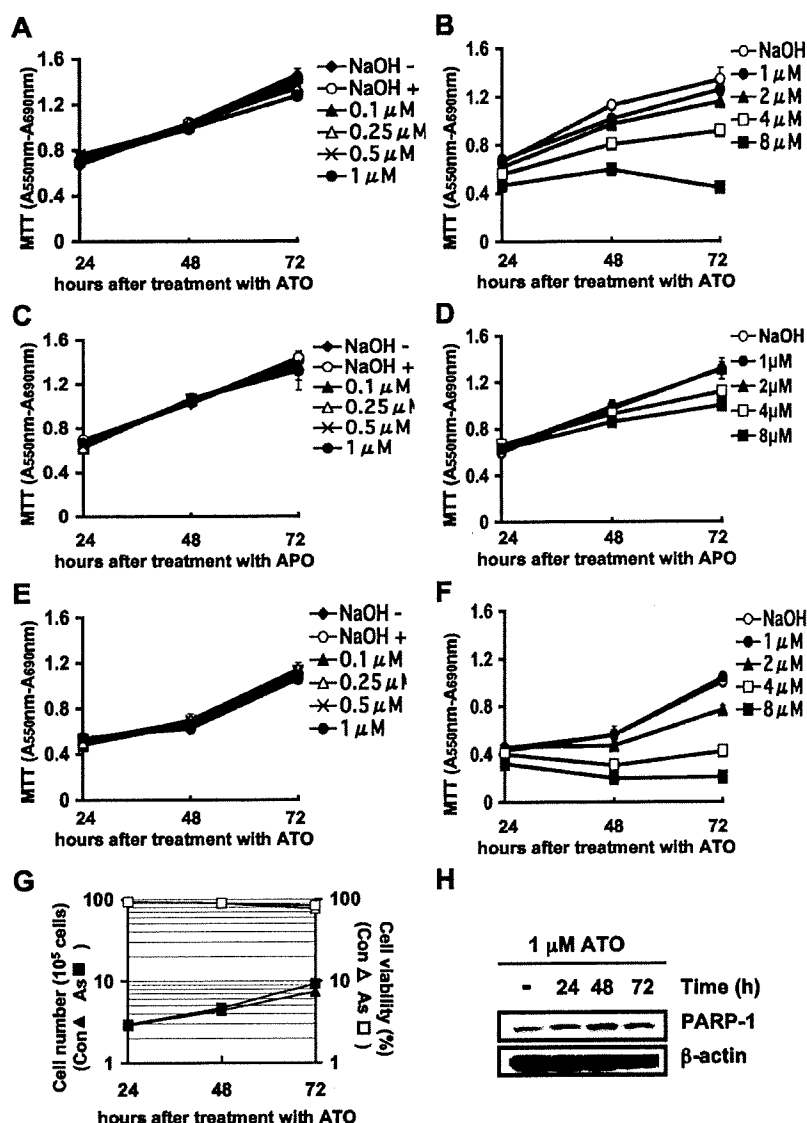 A
1.6
1.2
0.8
0.4
0
MTT (A550nm-A690nm)
24 48 72
hours after treatment with ATO
NaOH -
NaOH +
0.1 μM
0.25 μM
0.5 μM
1 μM
B
1.6
1.2
0.8
0.4
0
MTT (A550nm-A690nm)
24 48 72
hours after treatment with ATO
NaOH
1 μM
2 μM
4 μM
8 μM
C
1.6
1.2
0.8
0.4
0
MTT (A550nm-A690nm)
24 48 72
hours after treatment with APO
NaOH -
NaOH +
0.1 μM
0.25 μM
0.5 μM
1 μM
D
1.6
1.2
0.8
0.4
0
MTT (A550nm-A690nm)
24 48 72
hours after treatment with APO
NaOH
1μM
2μM
4μM
8μM
E
1.6
1.2
0.8
0.4
0
MTT (A550nm-A690nm)
24 48 72
hours after treatment with ATO
NaOH -
NaOH +
0.1 μM
0.25 μM
0.5 μM
1 μM
F
1.6
1.2
0.8
0.4
0
MTT (A550nm-A690nm)
24 48 72
hours after treatment with ATO
NaOH
1 μM
2 μM
4 μM
8 μM
G
100
10
1
Cell number (10⁵ cells)
(Con ▲ As ■ )
100
10
1
Cell viability (%)
(Con △ As □ )
24 48 72
hours after treatment with ATO
H
1 μM ATO
- 24 48 72 Time (h)
PARP-1
β-actin